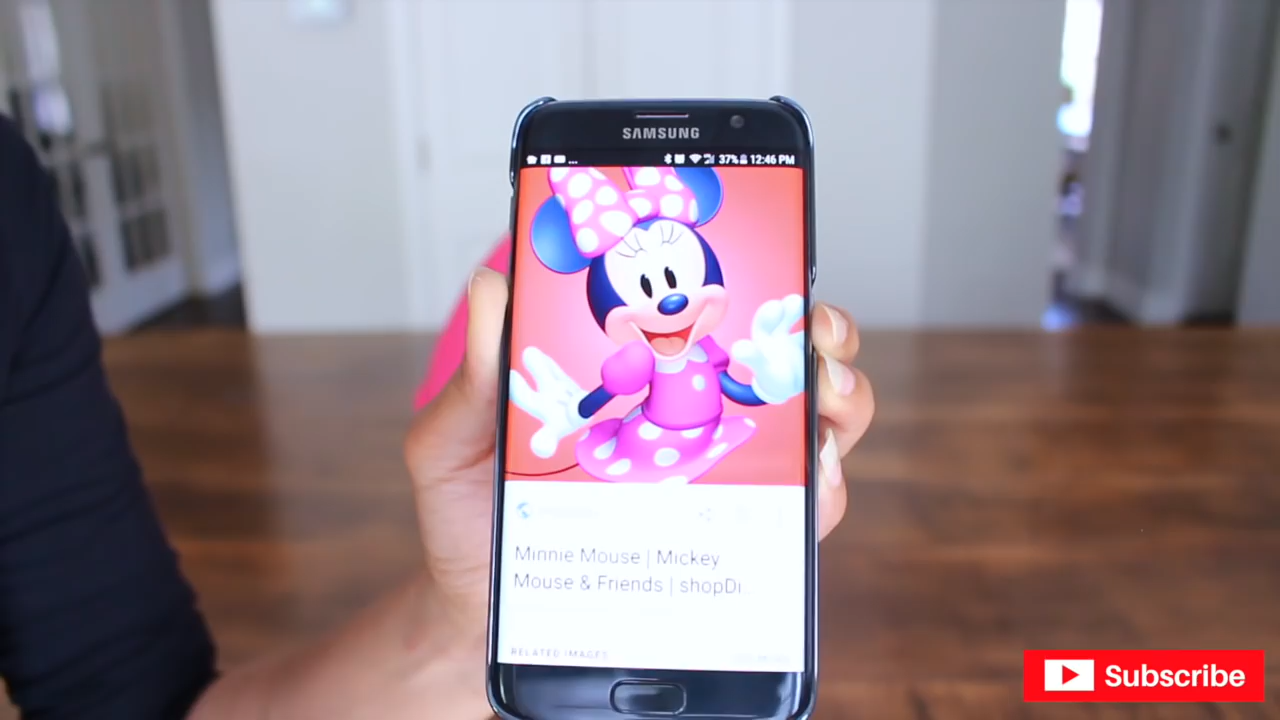 SAMSUNG
37% 12:46 PM
Minnie Mouse | Mickey
Mouse & Friends | shopDi...
RELATED IMAGES
Subscribe